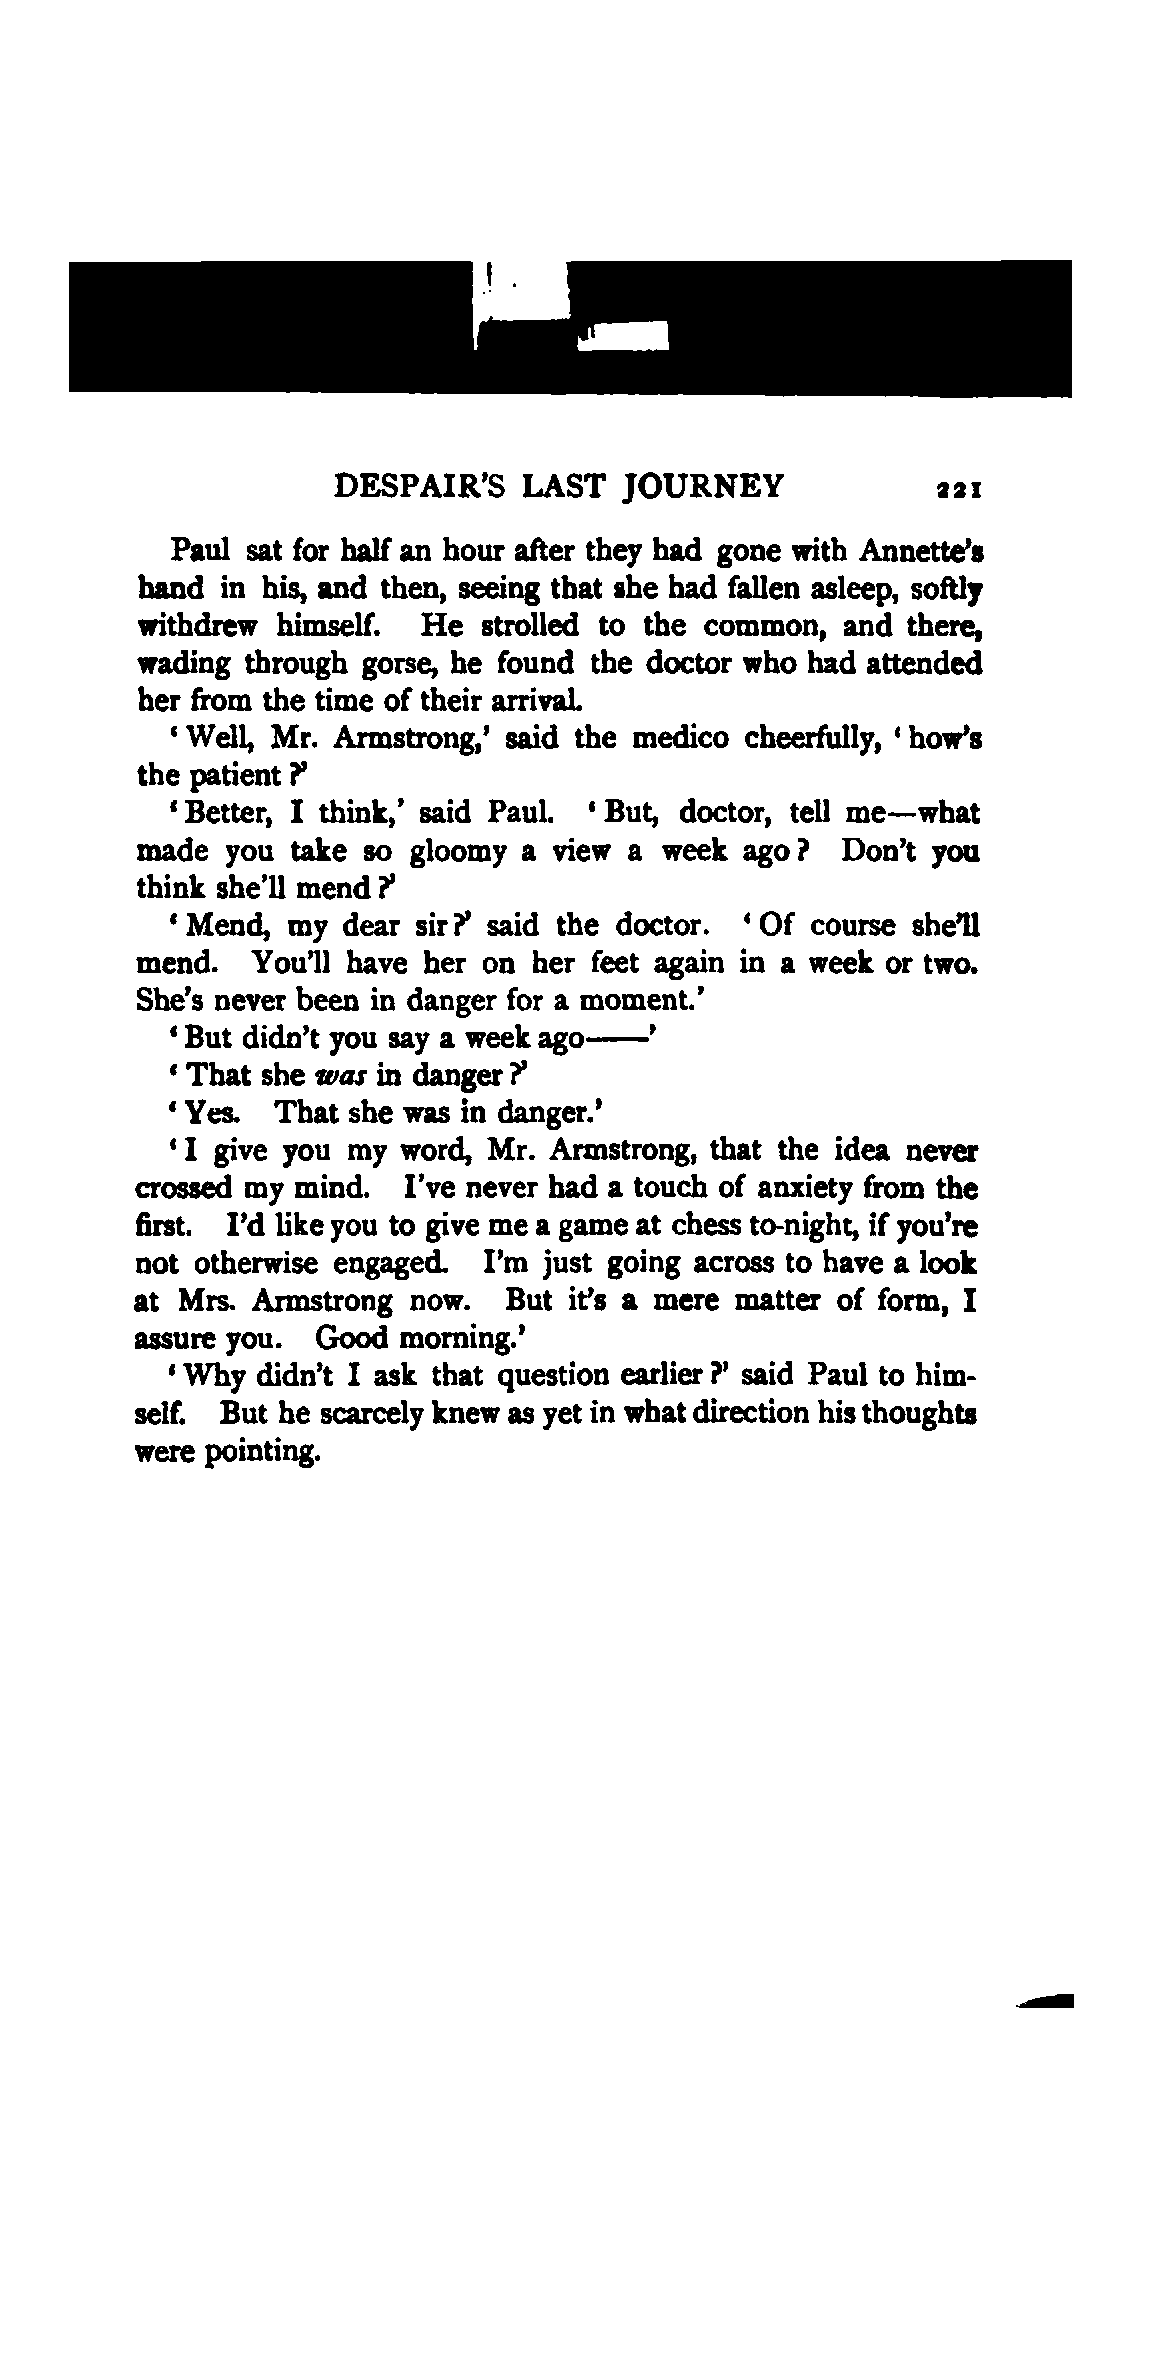 DESPAIR'S LAST JOURNEY 221
Paul sat for half an hour after they had gone with Annette's
hand in his, and then, seeing that she had fallen asleep, softly
withdrew himself. He strolled to the common, and there,
wading through gorse, he found the doctor who had attended
her from the time of their arrival.
‘Well, Mr. Armstrong,’ said the medico cheerfully, ‘how's
the patient?’
‘Better, I think,’ said Paul. ‘But, doctor, tell me—what
made you take so gloomy a view a week ago? Don't you
think she'll mend?’
‘Mend, my dear sir?’ said the doctor. ‘Of course she'll
mend. You'll have her on her feet again in a week or two.
She's never been in danger for a moment.’
‘But didn't you say a week ago——’
‘That she was in danger?’
‘Yes. That she was in danger.’
‘I give you my word, Mr. Armstrong, that the idea never
crossed my mind. I've never had a touch of anxiety from the
first. I'd like you to give me a game at chess to-night, if you're
not otherwise engaged. I'm just going across to have a look
at Mrs. Armstrong now. But it's a mere matter of form, I
assure you. Good morning.’
‘Why didn't I ask that question earlier?’ said Paul to him-
self. But he scarcely knew as yet in what direction his thoughts
were pointing.